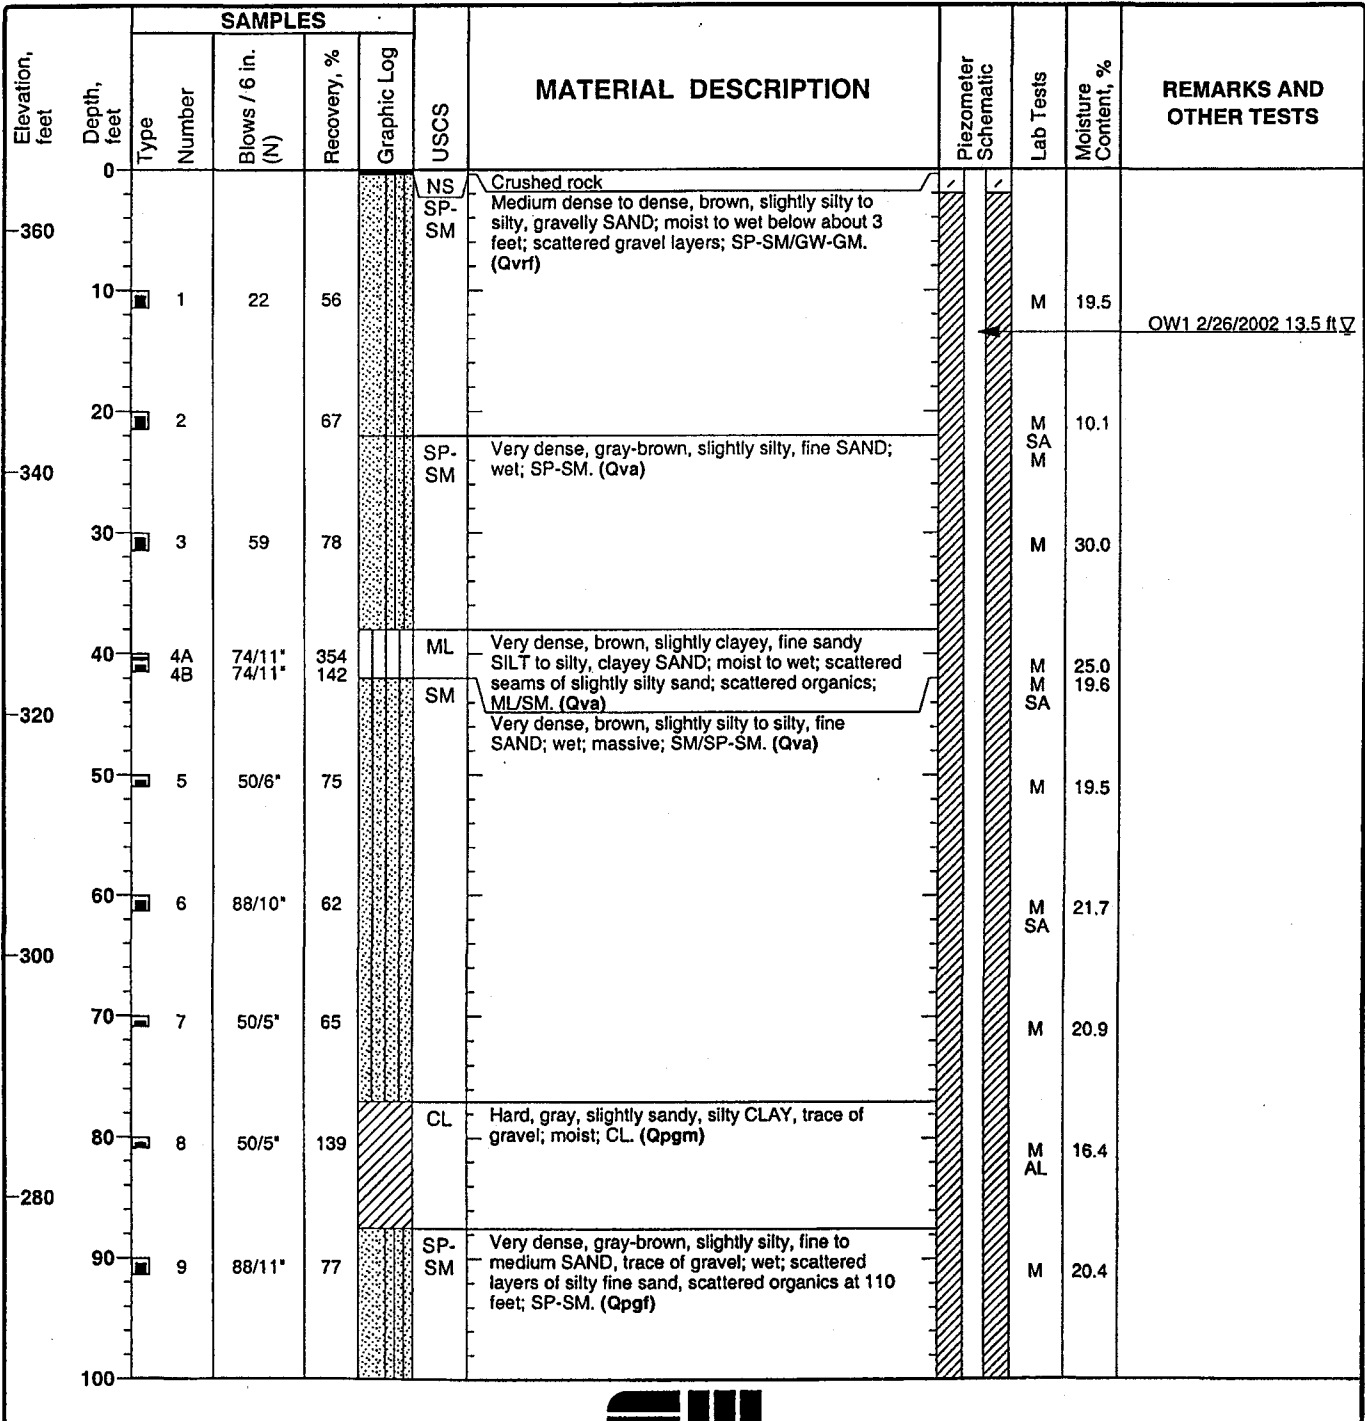 SAMPLES
Elevation, feet
Depth, feet
Type
Number
Blows / 6 in. (N)
Recovery, %
Graphic Log
USCS
MATERIAL DESCRIPTION
Piezometer Schematic
Lab Tests
Moisture Content, %
REMARKS AND OTHER TESTS
0
NS
Crushed rock
SP-SM
Medium dense to dense, brown, slightly silty to
silty, gravelly SAND; moist to wet below about 3
feet; scattered gravel layers; SP-SM/GW-GM.
(Qvrf)
360
10 1 22 56 M 19.5
OW1 2/26/2002 13.5 ft
20 2 67 M 10.1
SA
M
SP-SM
Very dense, gray-brown, slightly silty, fine SAND;
wet; SP-SM. (Qva)
340
30 3 59 78 M 30.0
ML
Very dense, brown, slightly clayey, fine sandy
SILT to silty, clayey SAND; moist to wet; scattered
seams of slightly silty sand; scattered organics;
ML/SM. (Qva)
40 4A 74/11" 354 M 25.0
4B 74/11" 142 M 19.6
SA
SM
320
Very dense, brown, slightly silty to silty, fine
SAND; wet; massive; SM/SP-SM. (Qva)
50 5 50/6" 75 M 19.5
60 6 88/10" 62 M 21.7
SA
300
70 7 50/5" 65 M 20.9
CL
Hard, gray, slightly sandy, silty CLAY, trace of
gravel; moist; CL. (Qpgm)
80 8 50/5" 139 M 16.4
AL
280
SP-SM
Very dense, gray-brown, slightly silty, fine to
medium SAND, trace of gravel; wet; scattered
layers of silty fine sand, scattered organics at 110
feet; SP-SM. (Qpgf)
90 9 88/11" 77 M 20.4
100